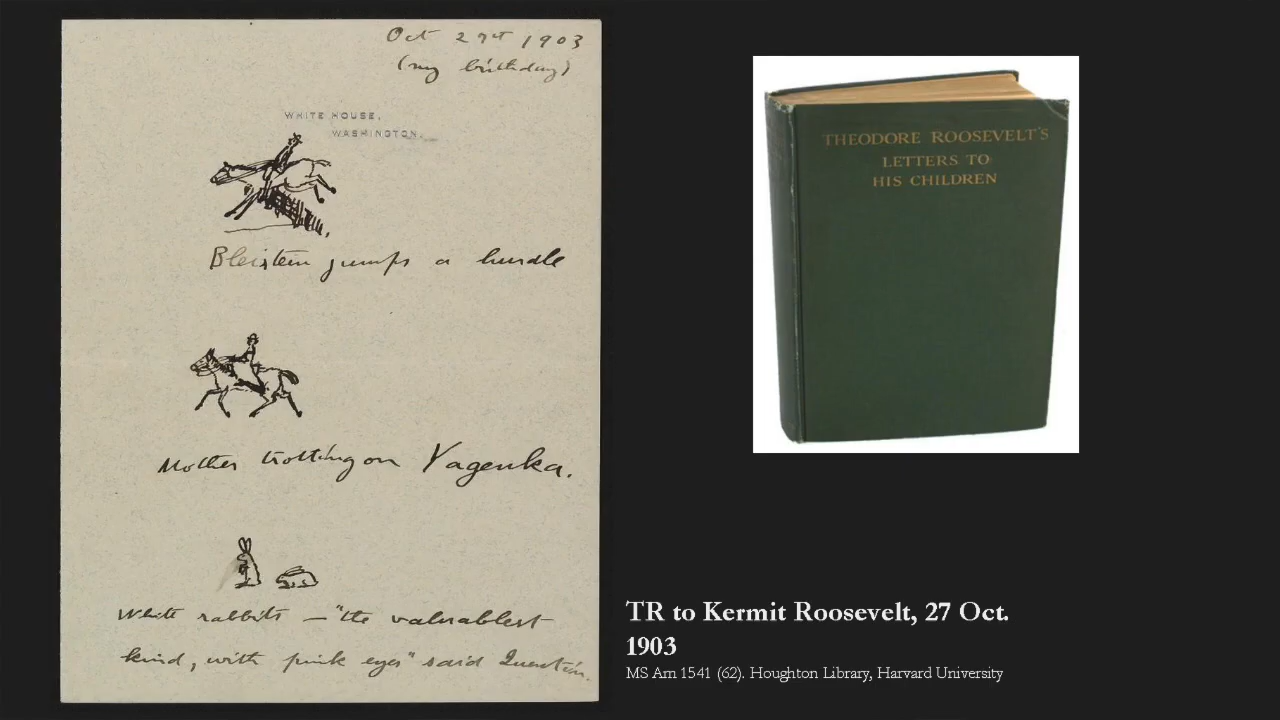 Oct 27th 1903
(my birthday)
WHITE HOUSE,
WASHINGTON.
Bleistein jumps a hurdle
Mother trotting on Yagenka.
White rabbits — "the valuablest
kind, with pink eyes" said Quentin.
THEODORE ROOSEVELT'S
LETTERS TO
HIS CHILDREN
TR to Kermit Roosevelt, 27 Oct.
1903
MS Am 1541 (62). Houghton Library, Harvard University